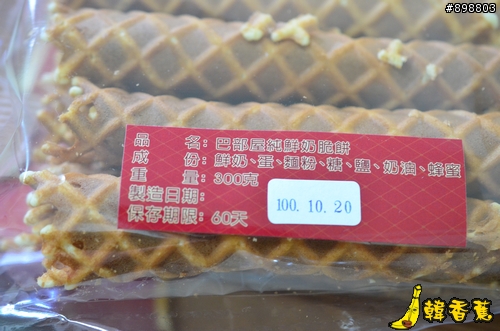 #898803
品名：巴部屋純鮮奶脆餅
成份：鮮奶、蛋、麵粉、糖、鹽、奶油、蜂蜜
重量：300克
製造日期：
100.10.20
保存期限：60天
韓香蕉